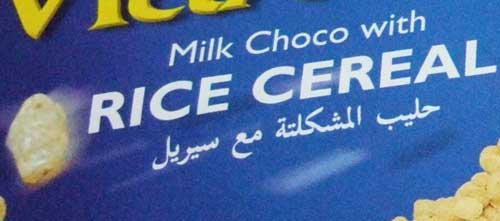 Milk Choco with
RICE CEREAL
حليب المشكلتة مع سيريل